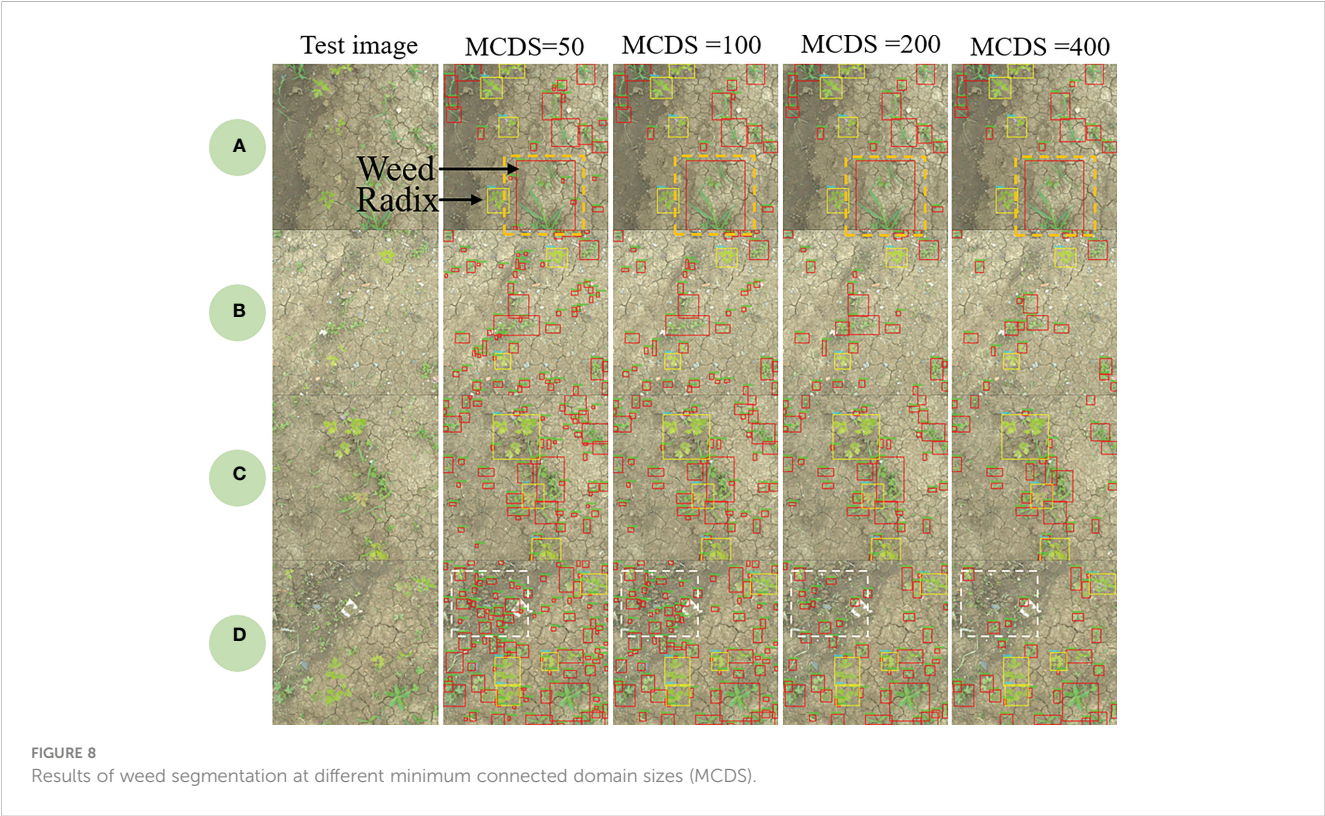 Test image MCDS=50 MCDS =100 MCDS =200 MCDS =400
A
Weed
Radix
B
C
D
FIGURE 8
Results of weed segmentation at different minimum connected domain sizes (MCDS).